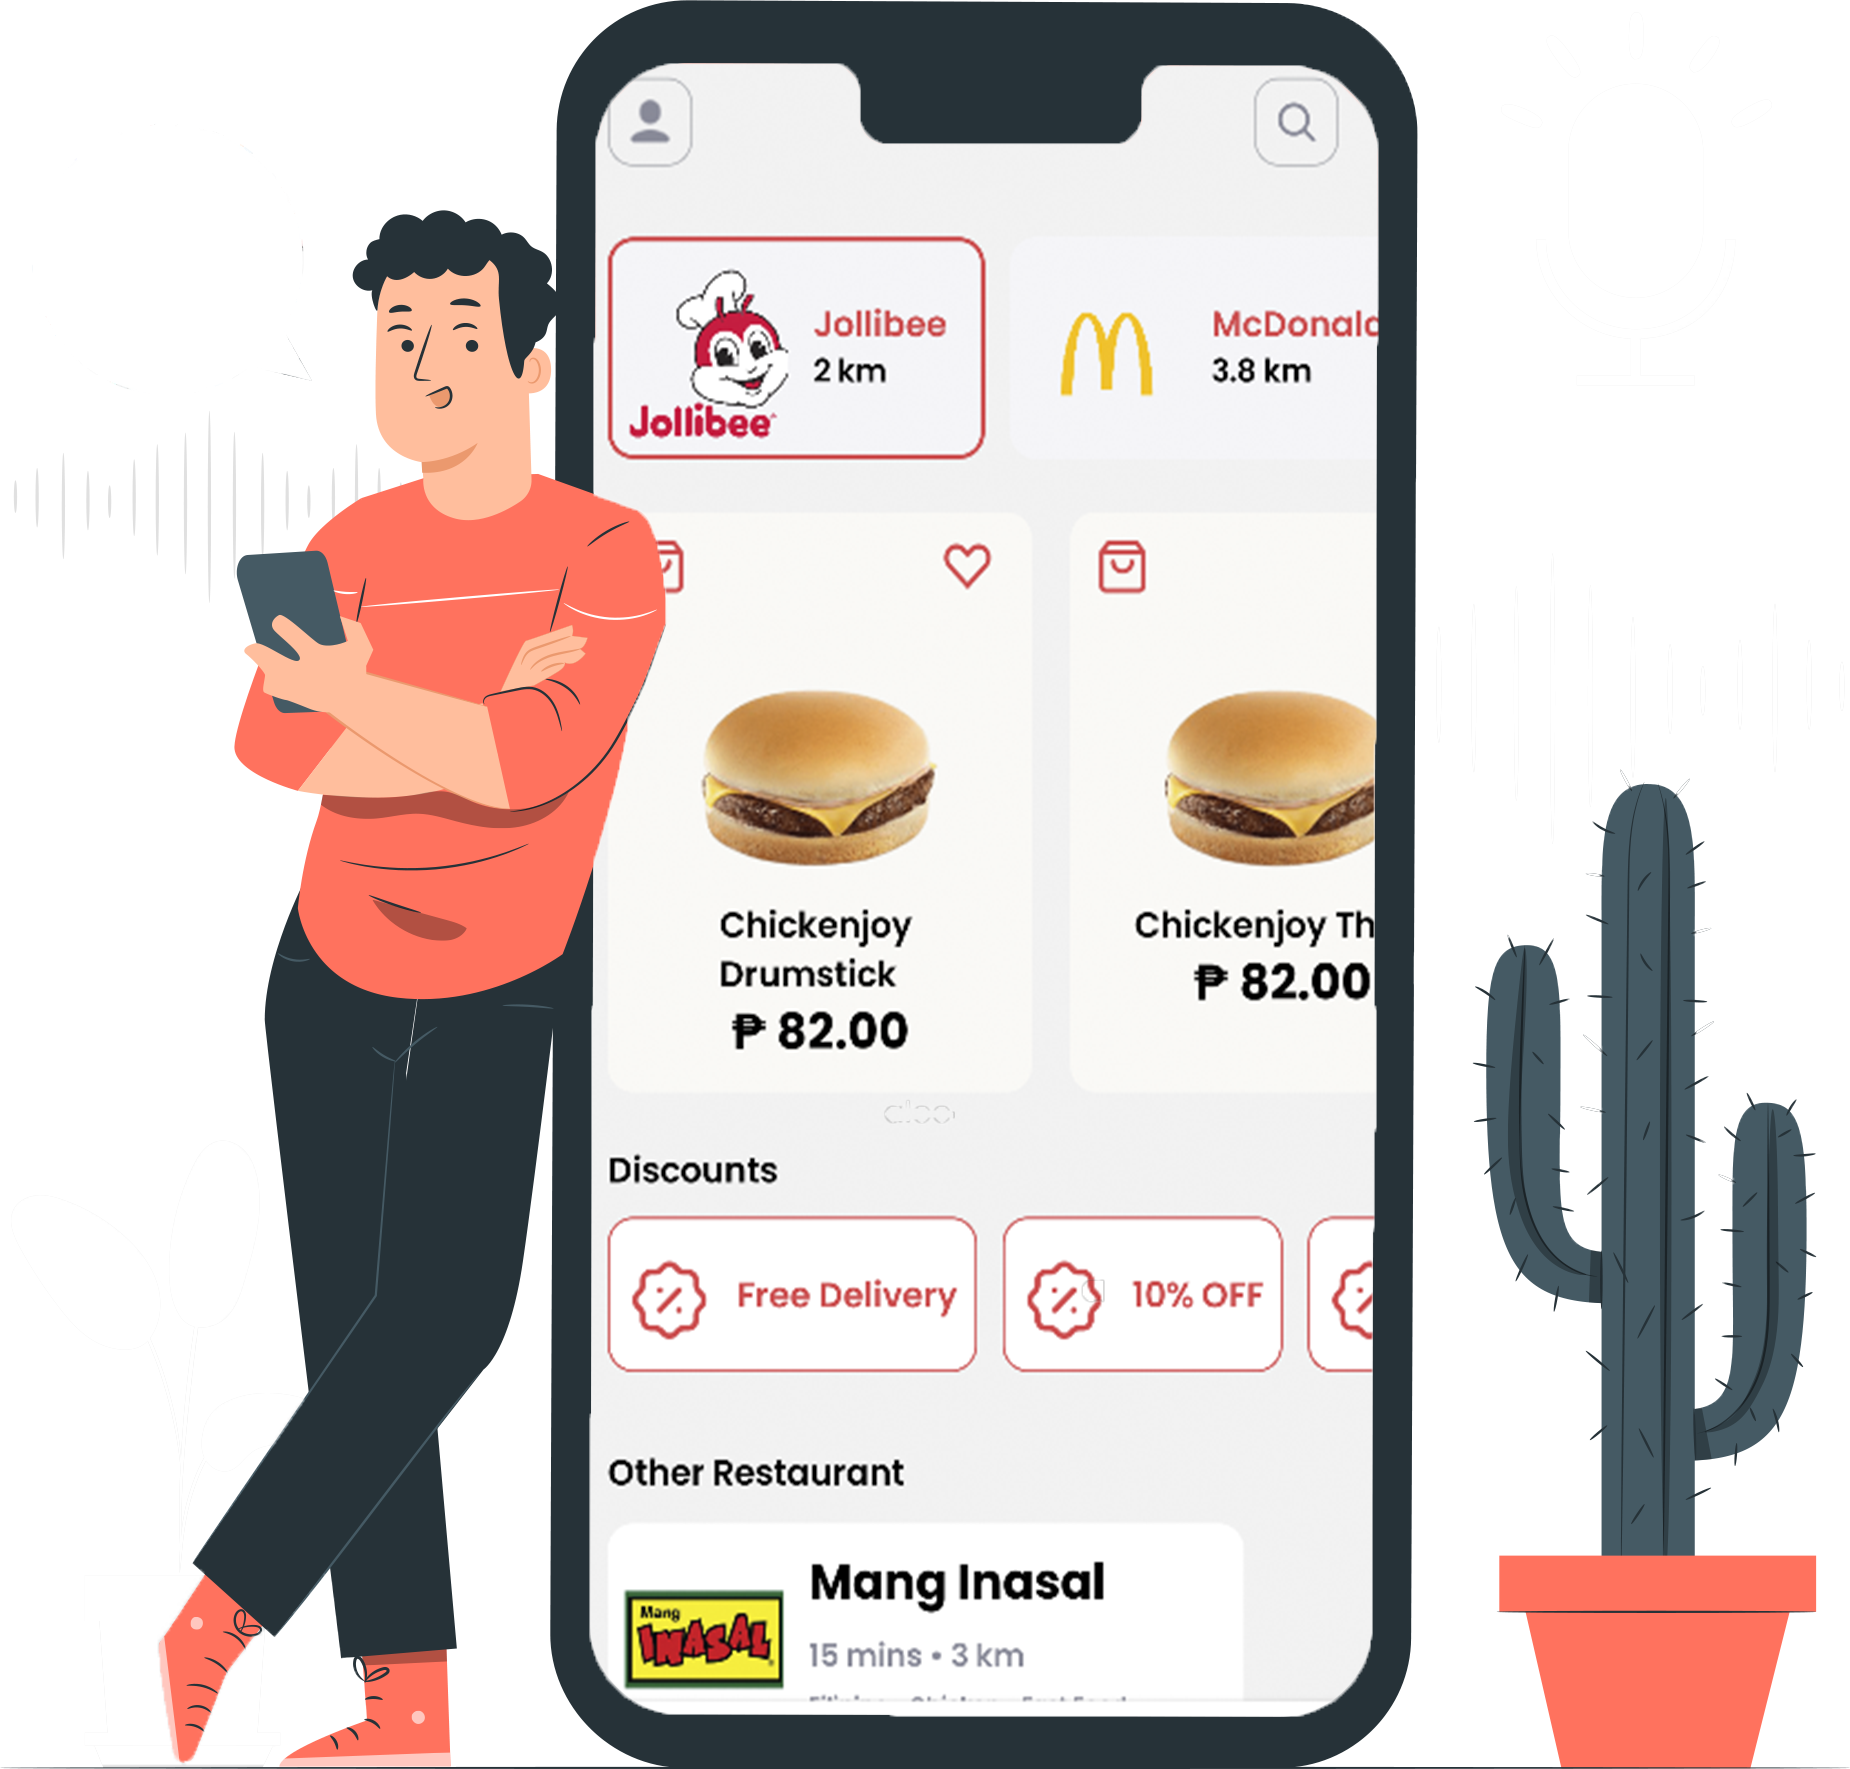 Jollibee
2 km
Jollibee
McDonald
3.8 km
Chickenjoy
Drumstick
₱ 82.00
Chickenjoy Th
₱ 82.00
Discounts
Free Delivery
10% OFF
Other Restaurant
Mang Inasal
15 mins • 3 km
Mang
INASAL